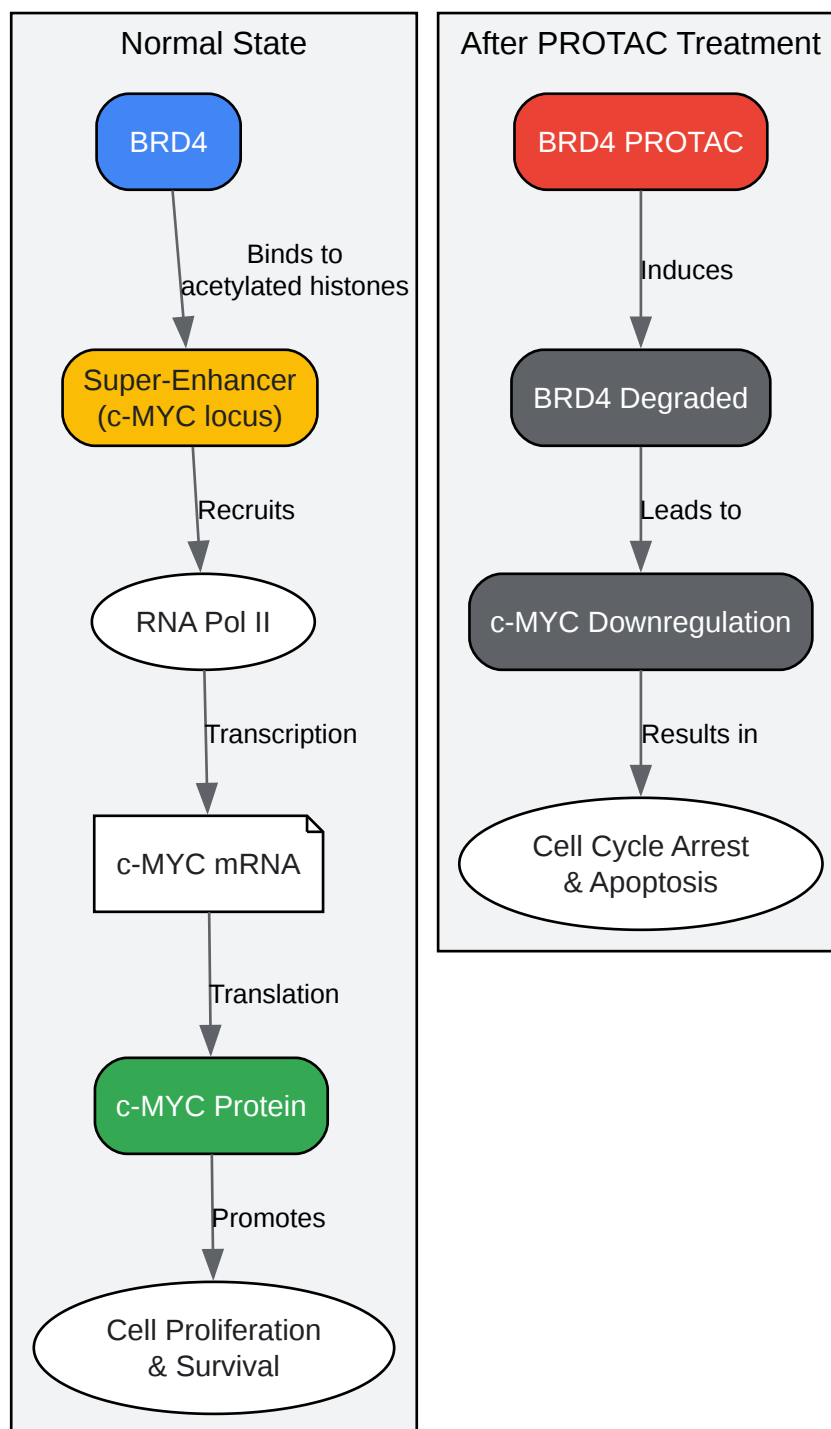 Normal State
BRD4
Binds to
acetylated histones
Super-Enhancer
(c-MYC locus)
Recruits
RNA Pol II
Transcription
c-MYC mRNA
Translation
c-MYC Protein
Promotes
Cell Proliferation
& Survival
After PROTAC Treatment
BRD4 PROTAC
Induces
BRD4 Degraded
Leads to
c-MYC Downregulation
Results in
Cell Cycle Arrest
& Apoptosis